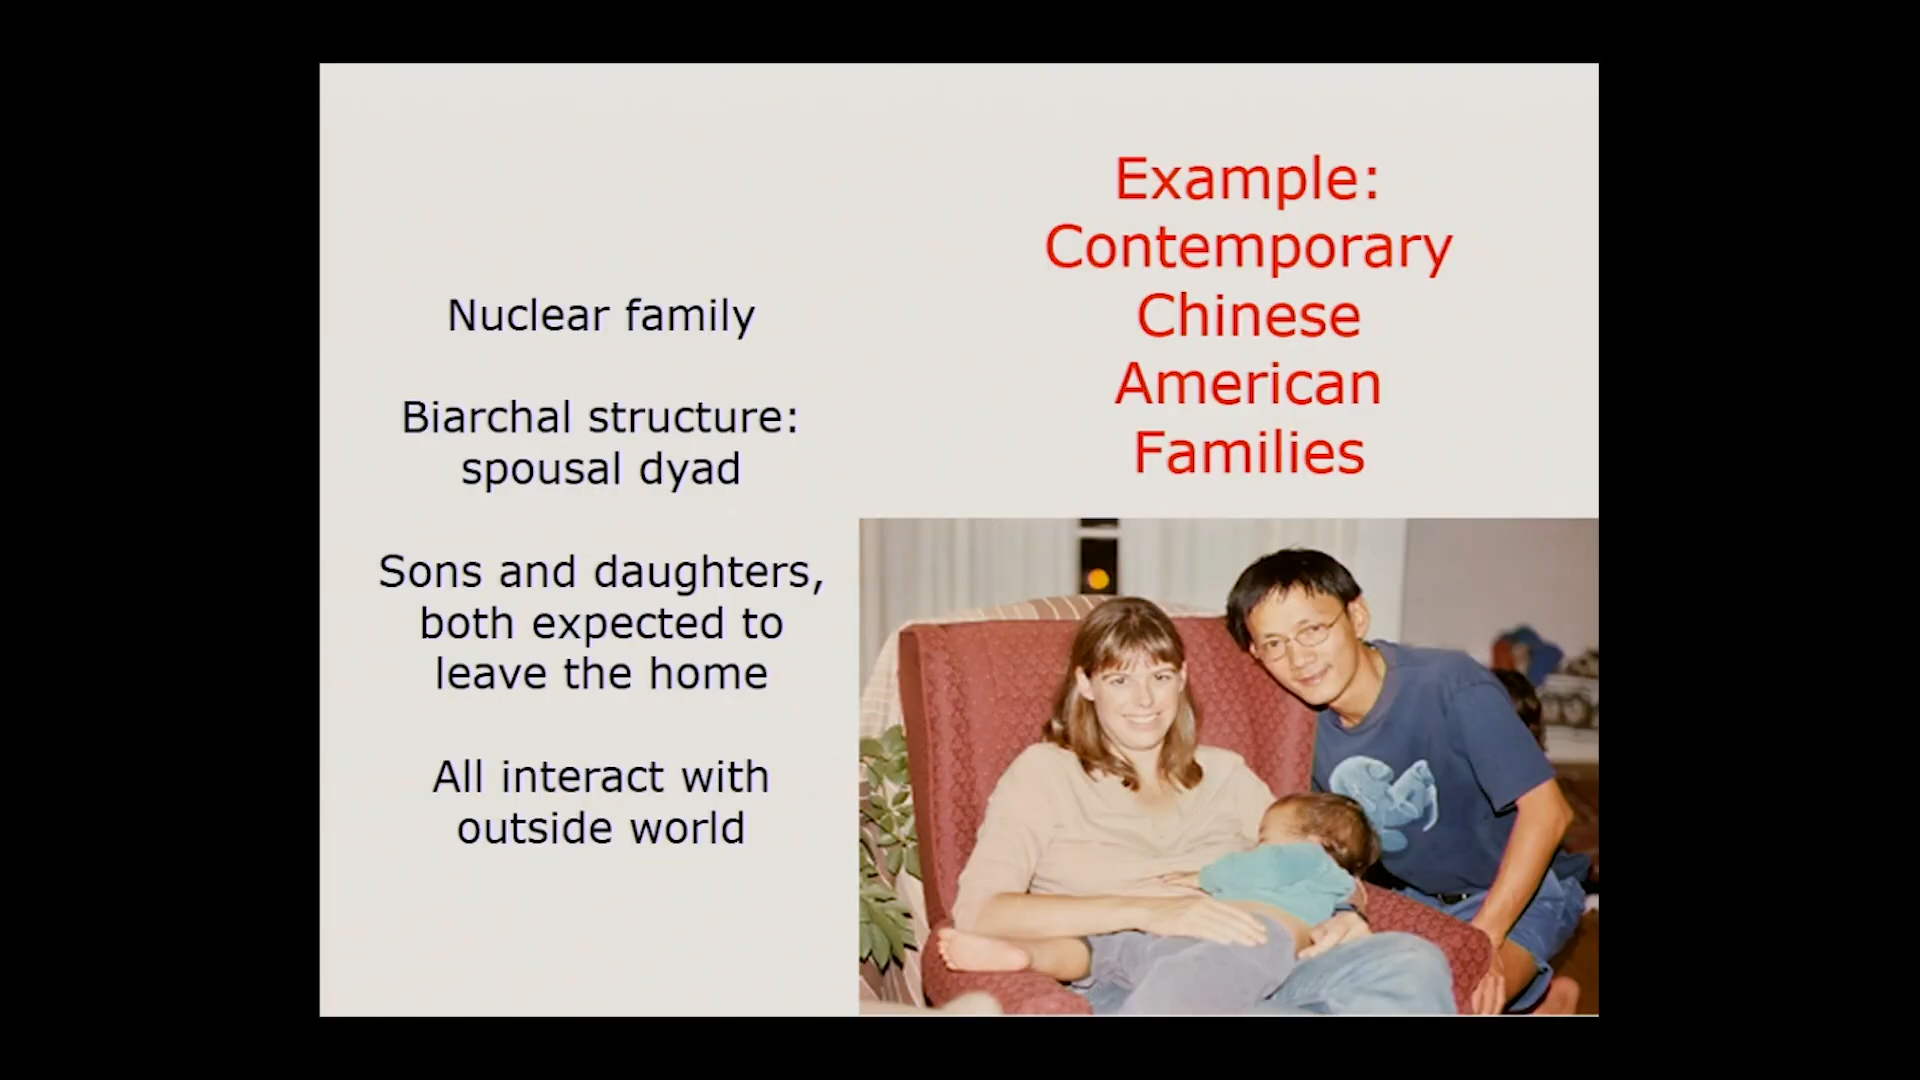 Example:
Contemporary
Chinese
American
Families
Nuclear family
Biarchal structure:
spousal dyad
Sons and daughters,
both expected to
leave the home
All interact with
outside world